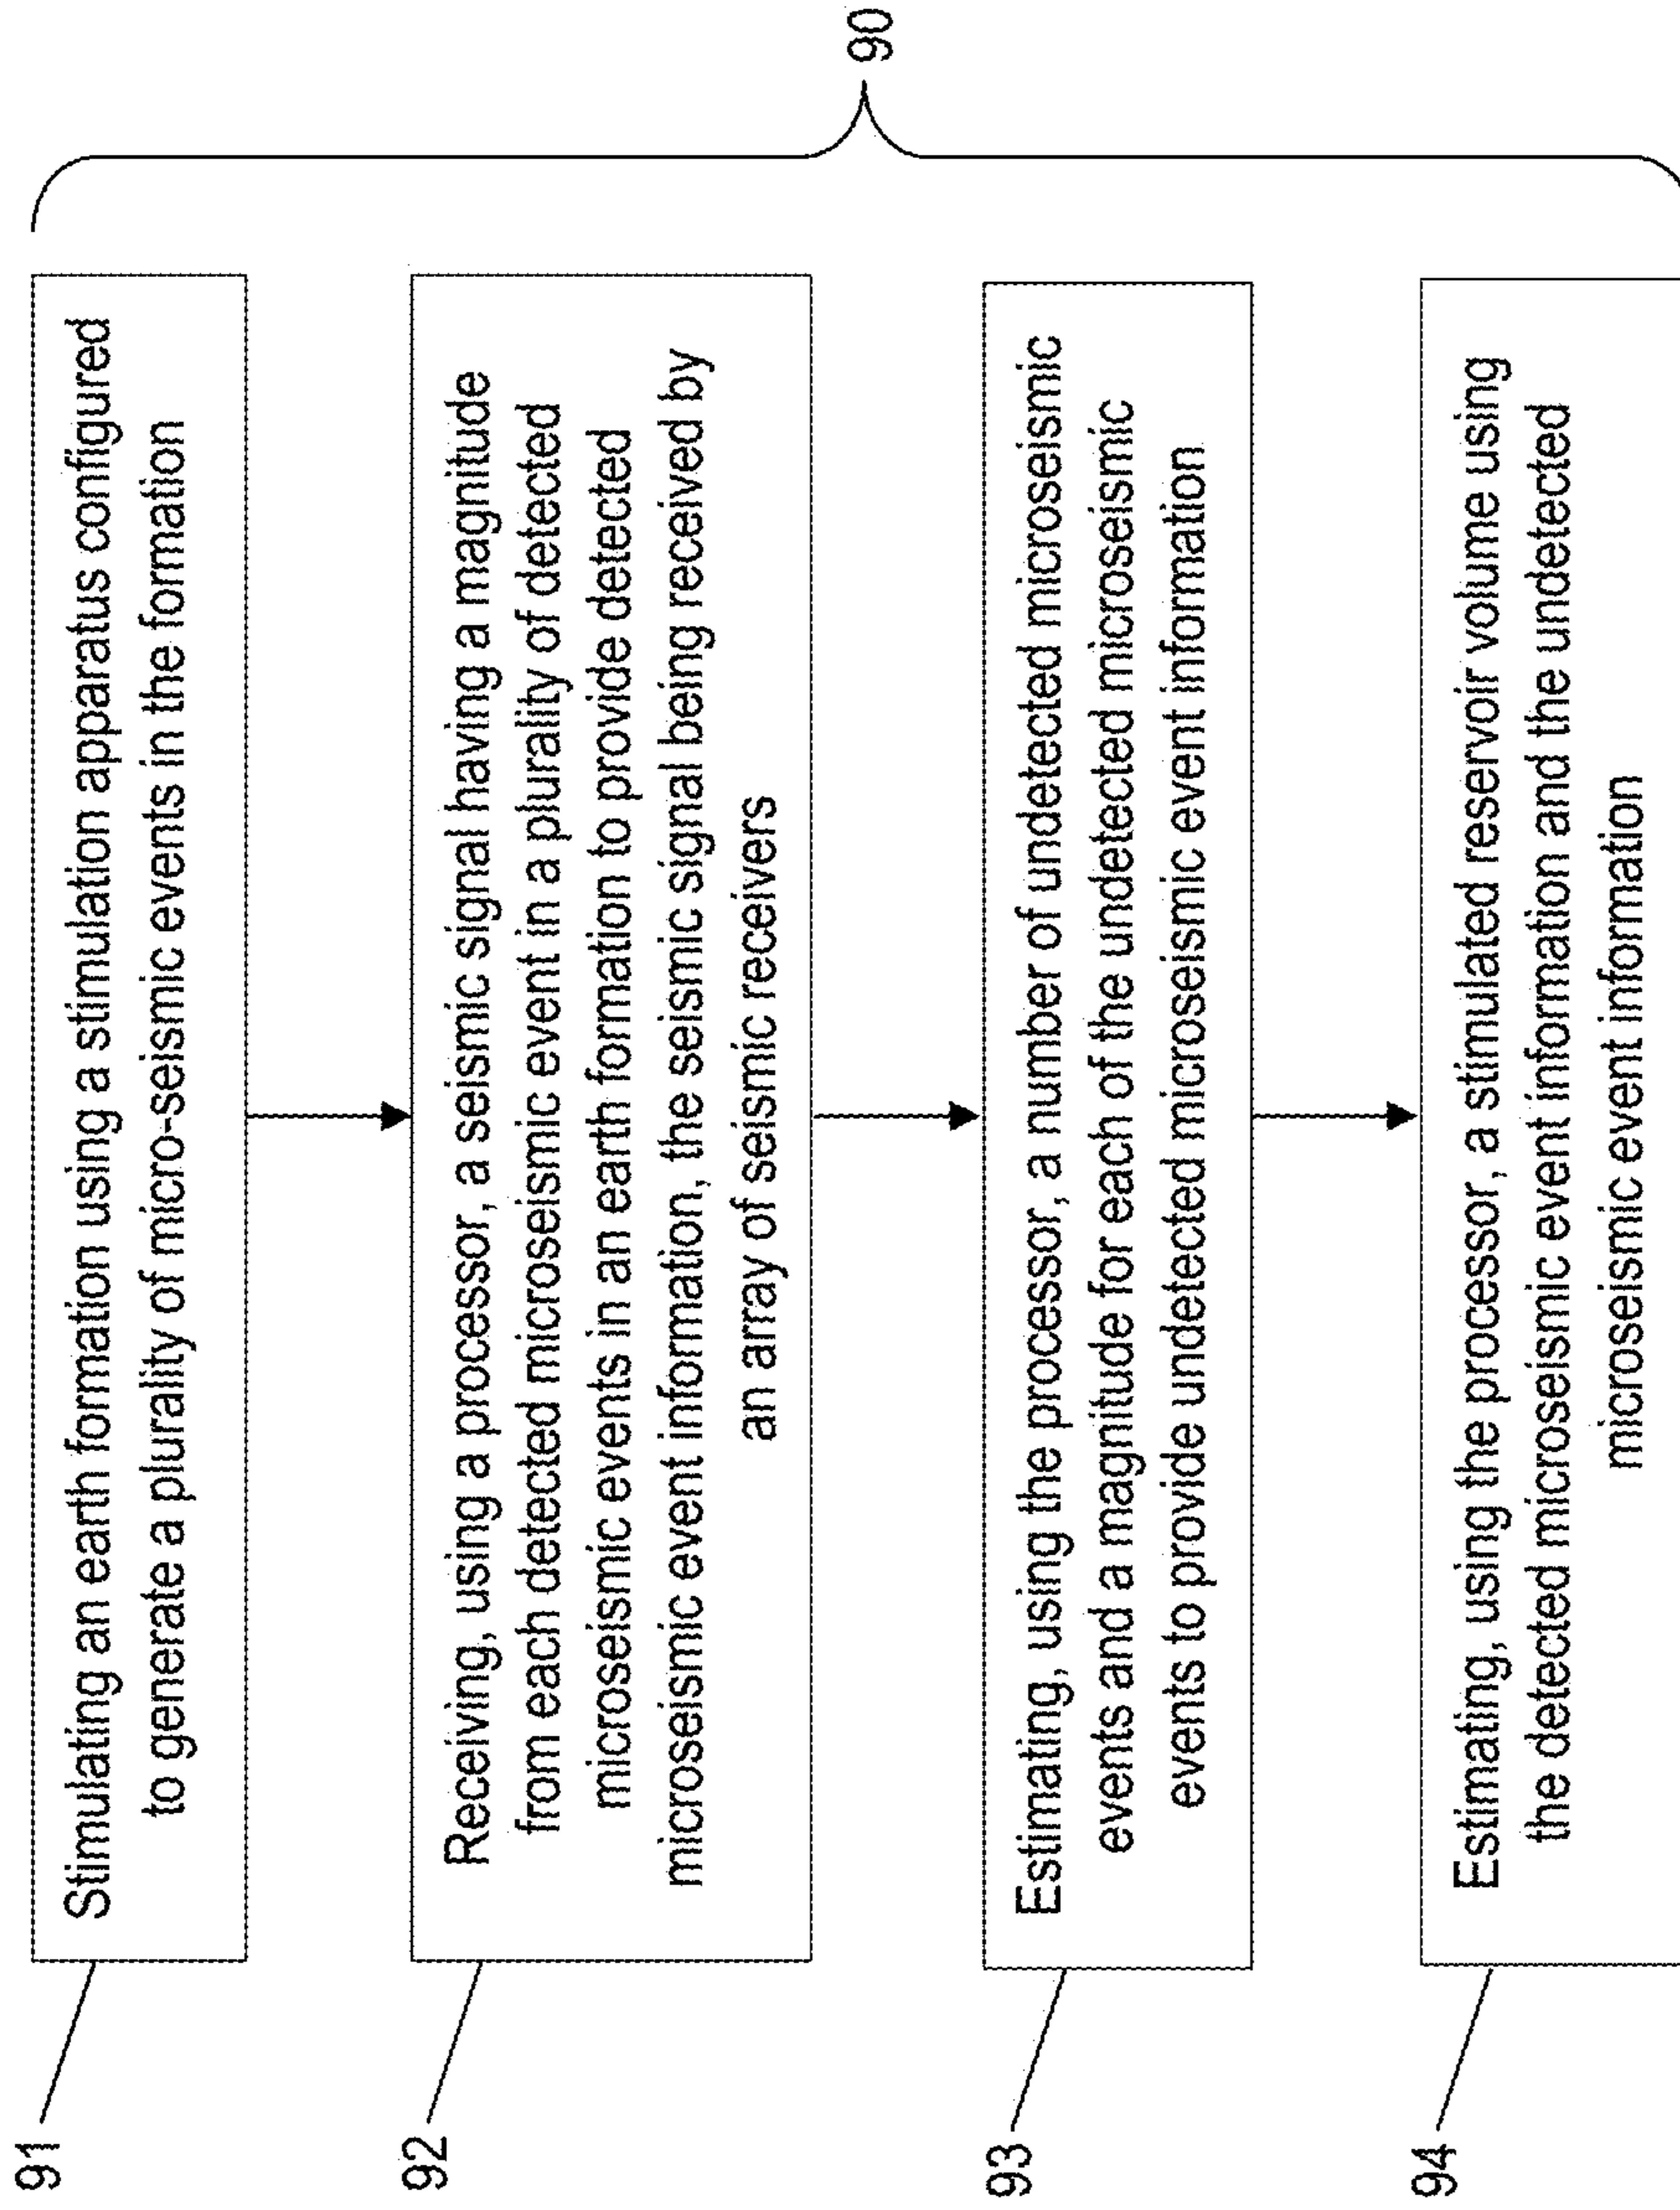 90
91
Stimulating an earth formation using a stimulation apparatus configured
to generate a plurality of micro-seismic events in the formation
92
Receiving, using a processor, a seismic signal having a magnitude
from each detected microseismic event in a plurality of detected
microseismic events in an earth formation to provide detected
microseismic event information, the seismic signal being received by
an array of seismic receivers
93
Estimating, using the processor, a number of undetected microseismic
events and a magnitude for each of the undetected microseismic
events to provide undetected microseismic event information
94
Estimating, using the processor, a stimulated reservoir volume using
the detected microseismic event information and the undetected
microseismic event information